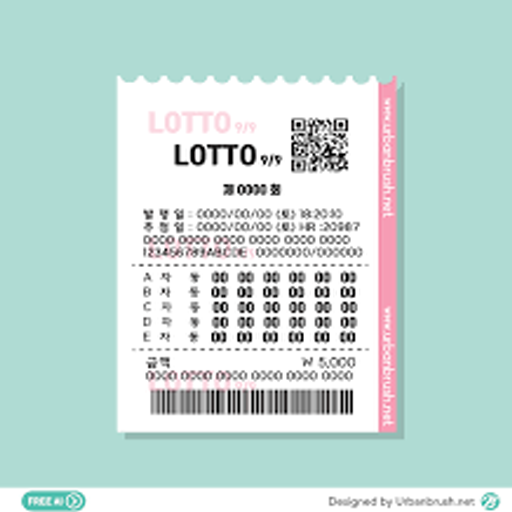 LOTTO 9/9
LOTTO 9/9
제 0000 회
발 행 일 : 0000/00/00 (토) 18:20:10
추 첨 일 : 0000/00/00 (토) HR :20987
0000 0000 0000 0000 0000 0000
123456789ABCDE : 0000000/000000
A 자 동 00 00 00 00 00 00
B 자 동 00 00 00 00 00 00
C 자 동 00 00 00 00 00 00
D 자 동 00 00 00 00 00 00
E 자 동 00 00 00 00 00 00
금액 ₩ 5,000
0000 0000 0000 0000 0000 0000
LOTTO 9/9
www.urbanbrush.net
www.urbanbrush.net
FREE AI
Designed by Urbanbrush.net